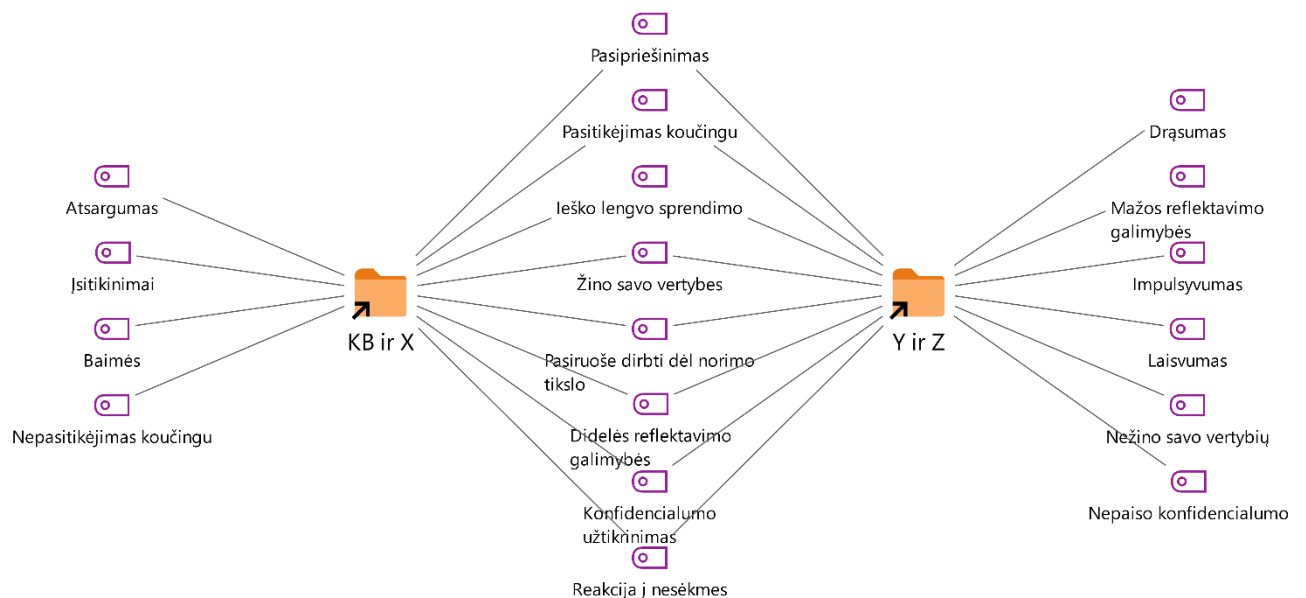 Pasipriešinimas
Pasitikėjimas koučingu
Drąsumas
Atsargumas
Ieško lengvo sprendimo
Mažos reflektavimo
galimybės
Įsitikinimai
Žino savo vertybes
Impulsyvumas
KB ir X
Y ir Z
Baimės
Pasiruoše dirbti dėl norimo
tikslo
Laisvumas
Nepasitikėjimas koučingu
Didelės reflektavimo
galimybės
Nežino savo vertybių
Konfidencialumo
užtikrinimas
Nepaiso konfidencialumo
Reakcija į nesėkmes